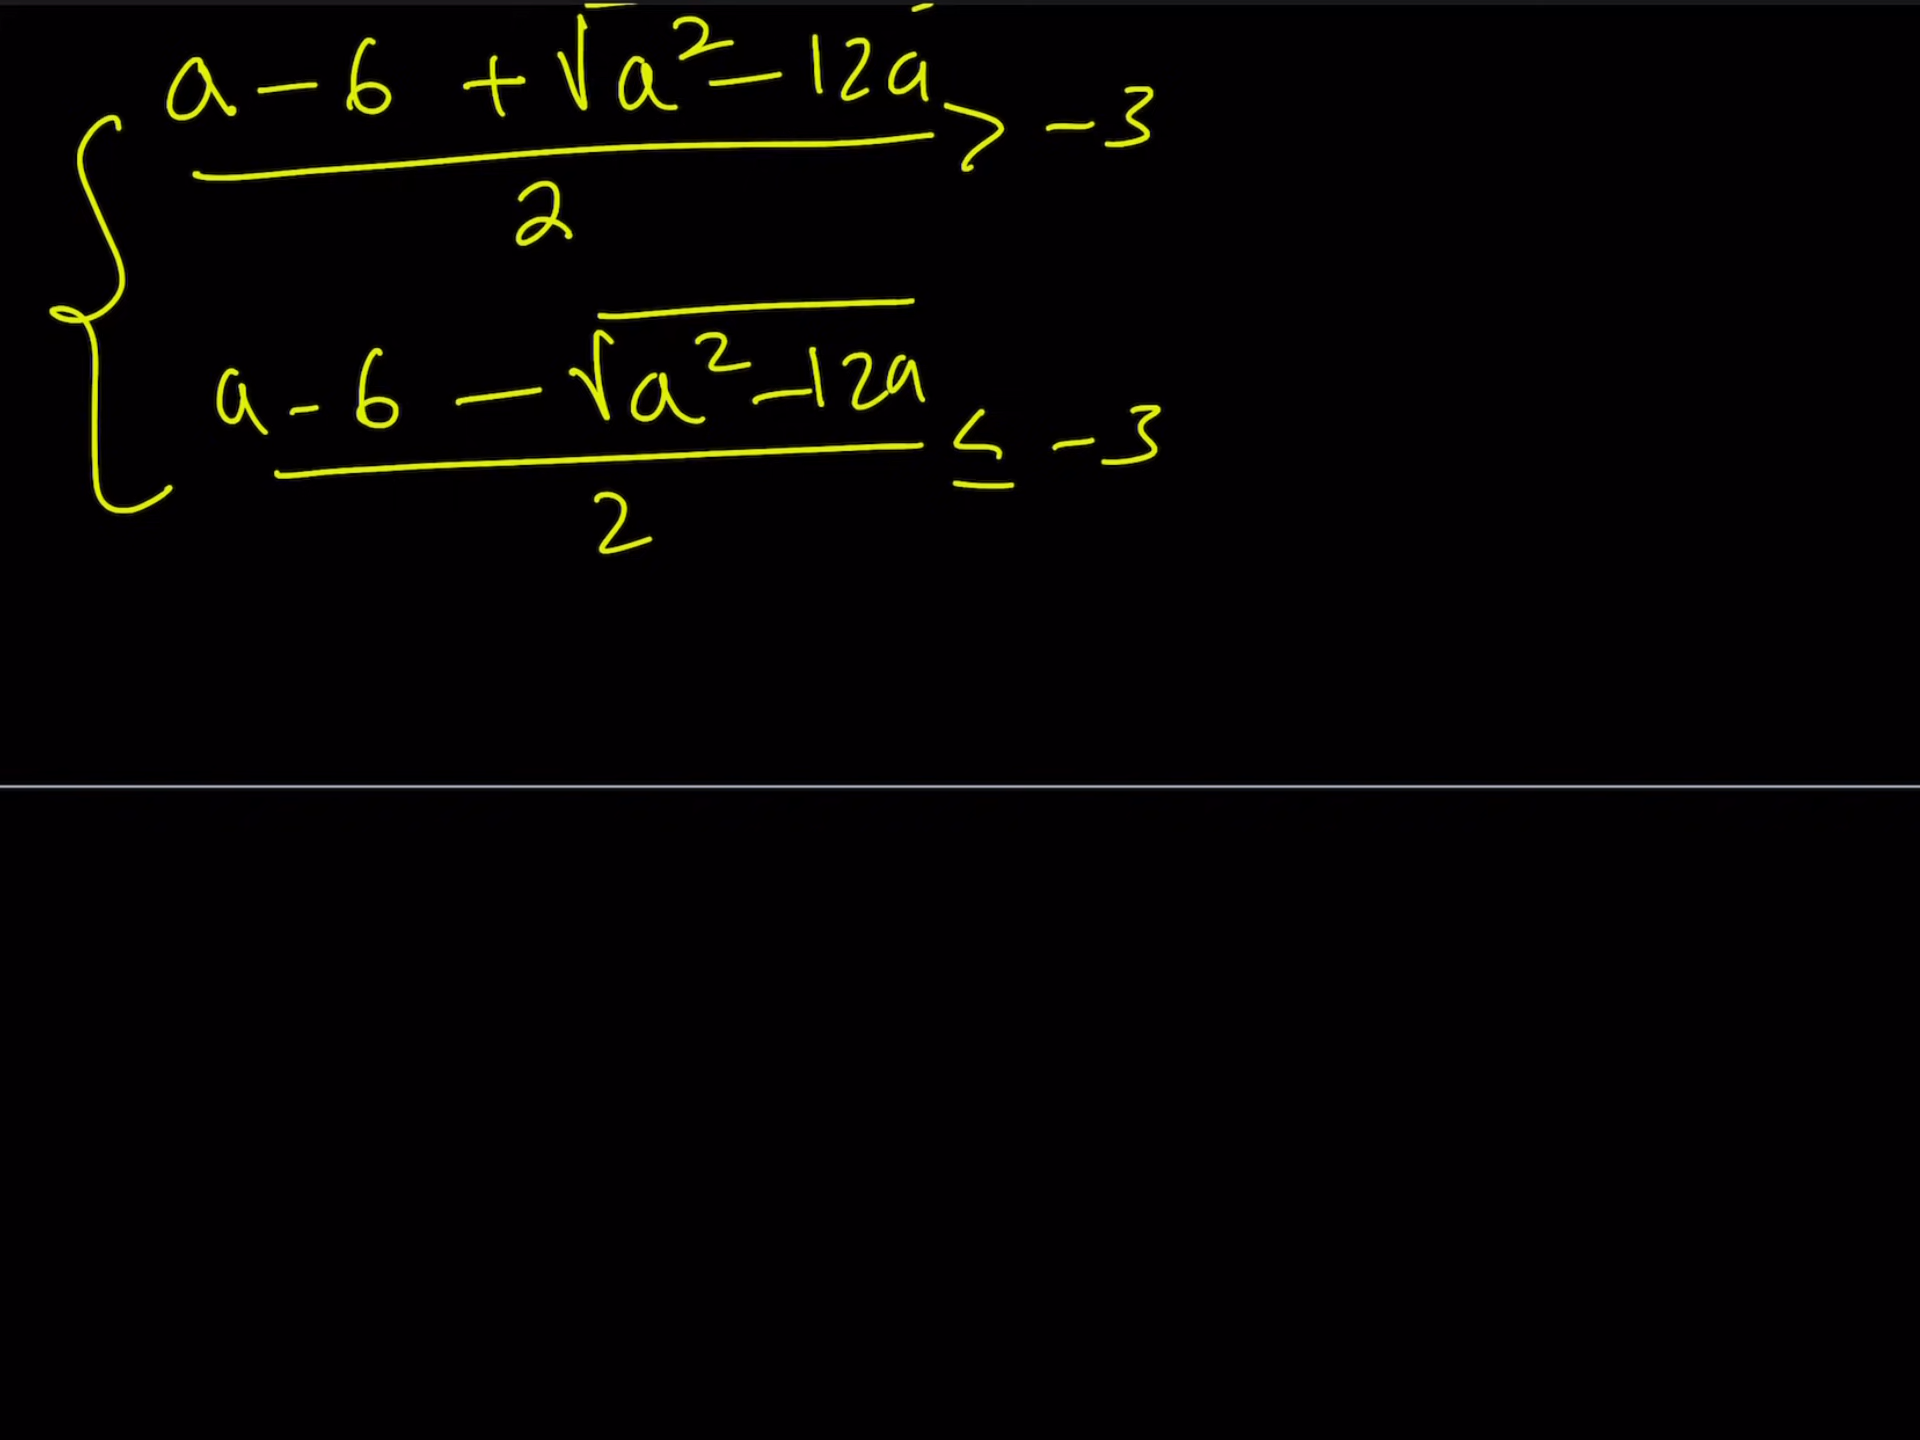 a - 6 + √a² - 12a > -3
2
a - 6 - √a² - 12a ≤ -3
2